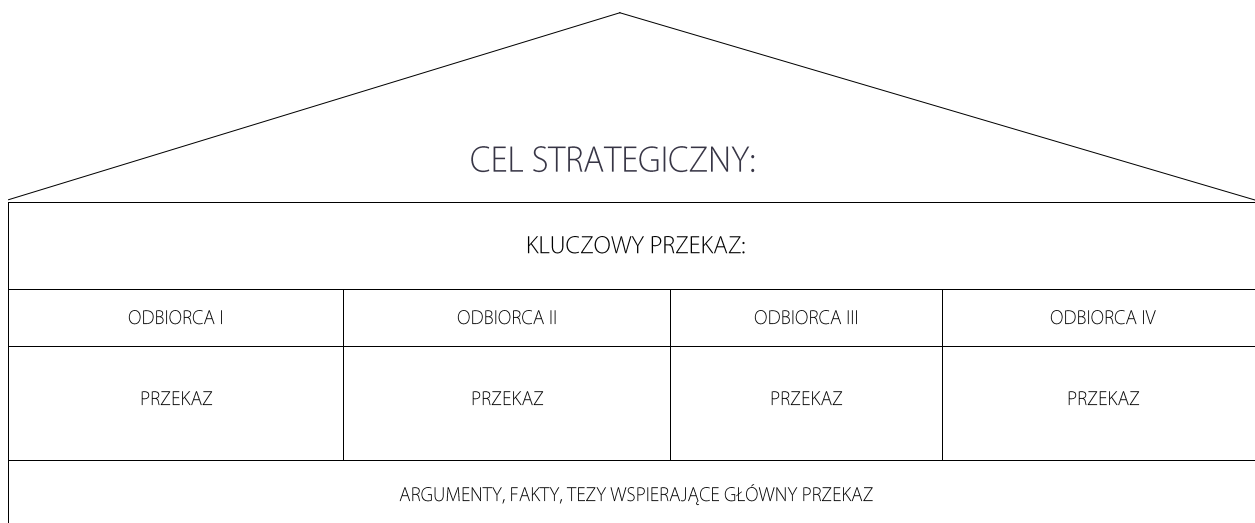 CEL STRATEGICZNY:
KLUCZOWY PRZEKAZ:
ODBIORCA I
ODBIORCA II
ODBIORCA III
ODBIORCA IV
PRZEKAZ
PRZEKAZ
PRZEKAZ
PRZEKAZ
ARGUMENTY, FAKTY, TEZY WSPIERAJĄCE GŁÓWNY PRZEKAZ